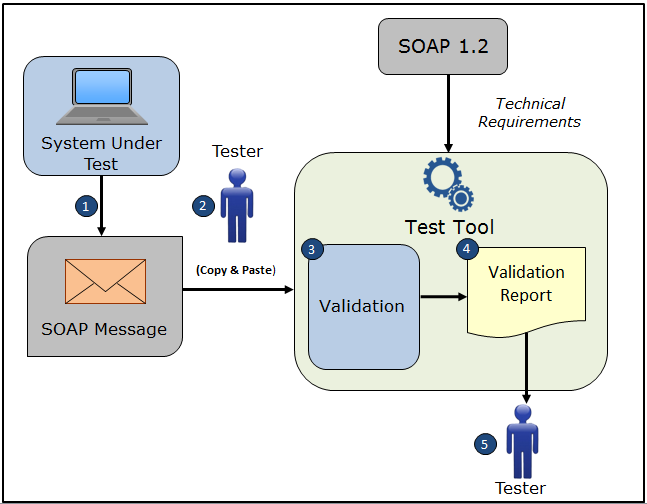 SOAP 1.2
Technical
Requirements
System Under
Test
1
Tester
2
SOAP Message
(Copy & Paste)
Test Tool
3
Validation
4
Validation
Report
5
Tester